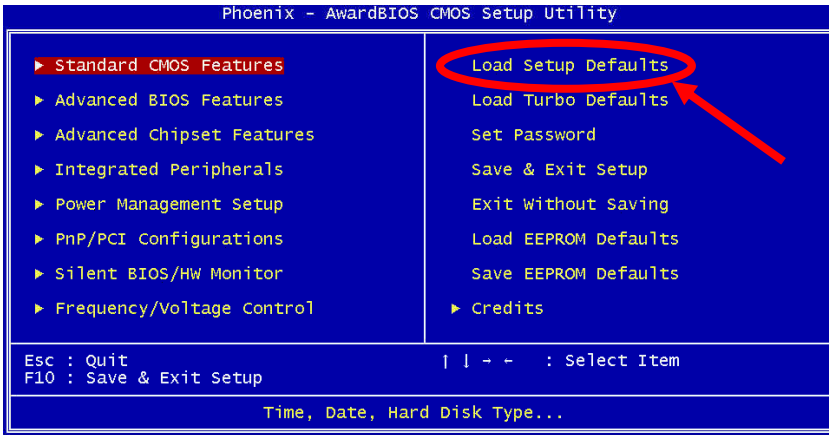 Phoenix - AwardBIOS CMOS Setup Utility
▶ Standard CMOS Features
▶ Advanced BIOS Features
▶ Advanced Chipset Features
▶ Integrated Peripherals
▶ Power Management Setup
▶ PnP/PCI Configurations
▶ Silent BIOS/HW Monitor
▶ Frequency/Voltage Control
Load Setup Defaults
Load Turbo Defaults
Set Password
Save & Exit Setup
Exit Without Saving
Load EEPROM Defaults
Save EEPROM Defaults
▶ Credits
Esc : Quit
F10 : Save & Exit Setup
↑ ↓ → ← : Select Item
Time, Date, Hard Disk Type...